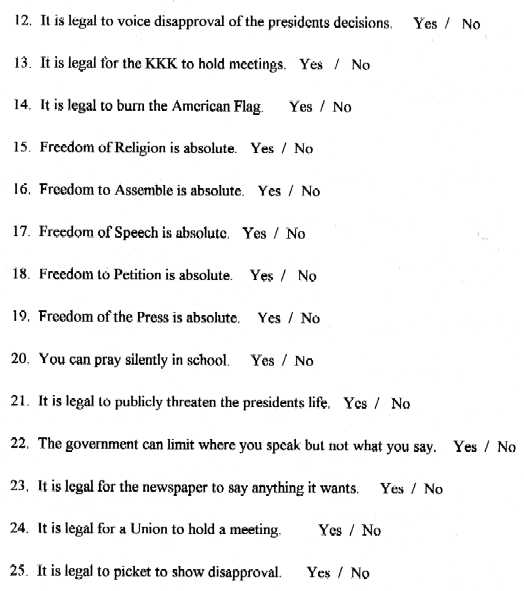 12. It is legal to voice disapproval of the presidents decisions. Yes / No
13. It is legal for the KKK to hold meetings. Yes / No
14. It is legal to burn the American Flag. Yes / No
15. Freedom of Religion is absolute. Yes / No
16. Freedom to Assemble is absolute. Yes / No
17. Freedom of Speech is absolute. Yes / No
18. Freedom to Petition is absolute. Yes / No
19. Freedom of the Press is absolute. Yes / No
20. You can pray silently in school. Yes / No
21. It is legal to publicly threaten the presidents life. Yes / No
22. The government can limit where you speak but not what you say. Yes / No
23. It is legal for the newspaper to say anything it wants. Yes / No
24. It is legal for a Union to hold a meeting. Yes / No
25. It is legal to picket to show disapproval. Yes / No